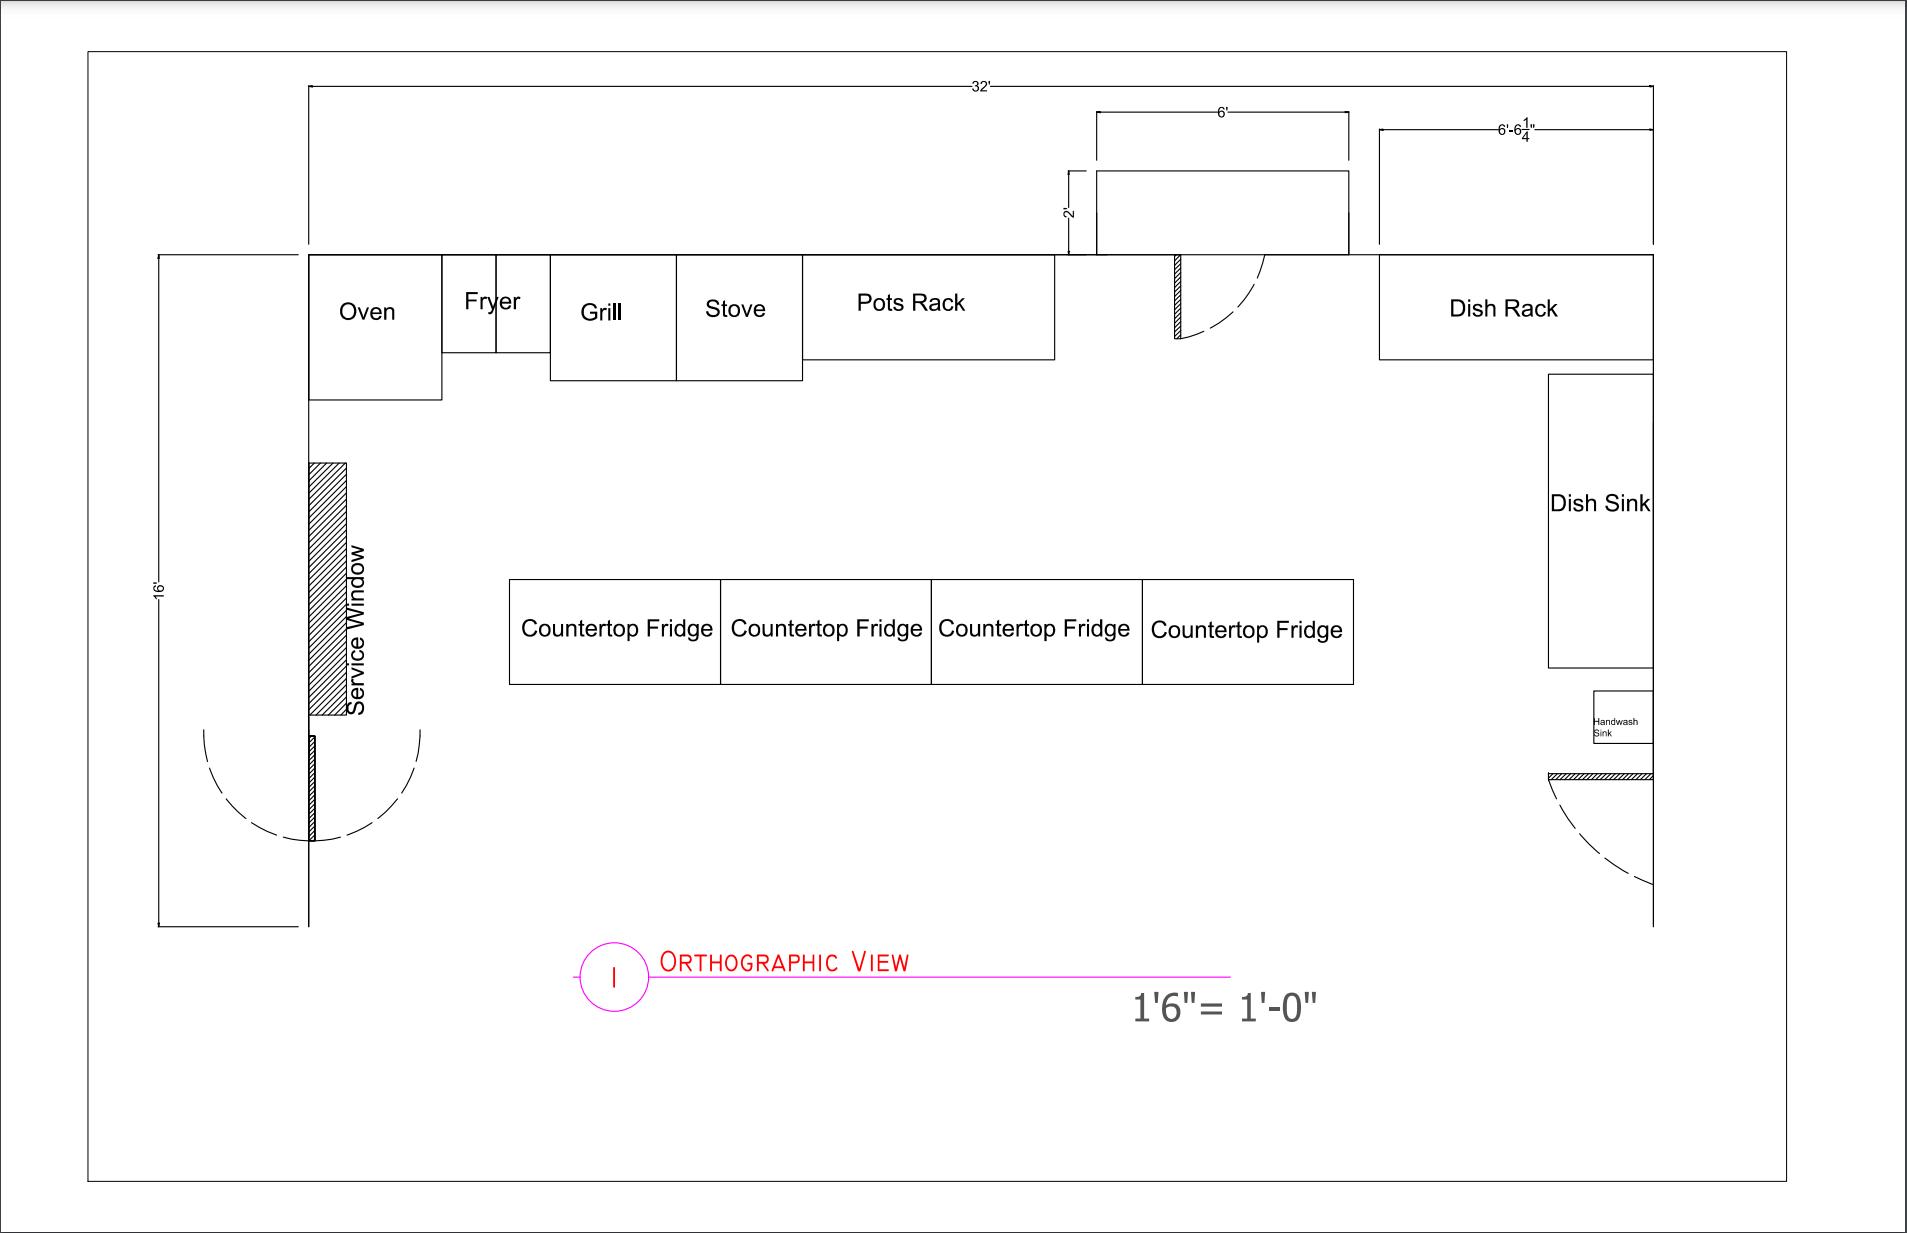 32'
6'
6'-6 1/4"
2'
Oven
Fryer
Grill
Stove
Pots Rack
Dish Rack
Dish Sink
16'
Service Window
Countertop Fridge
Countertop Fridge
Countertop Fridge
Countertop Fridge
Handwash
Sink
1
ORTHOGRAPHIC VIEW
1'6"= 1'-0"